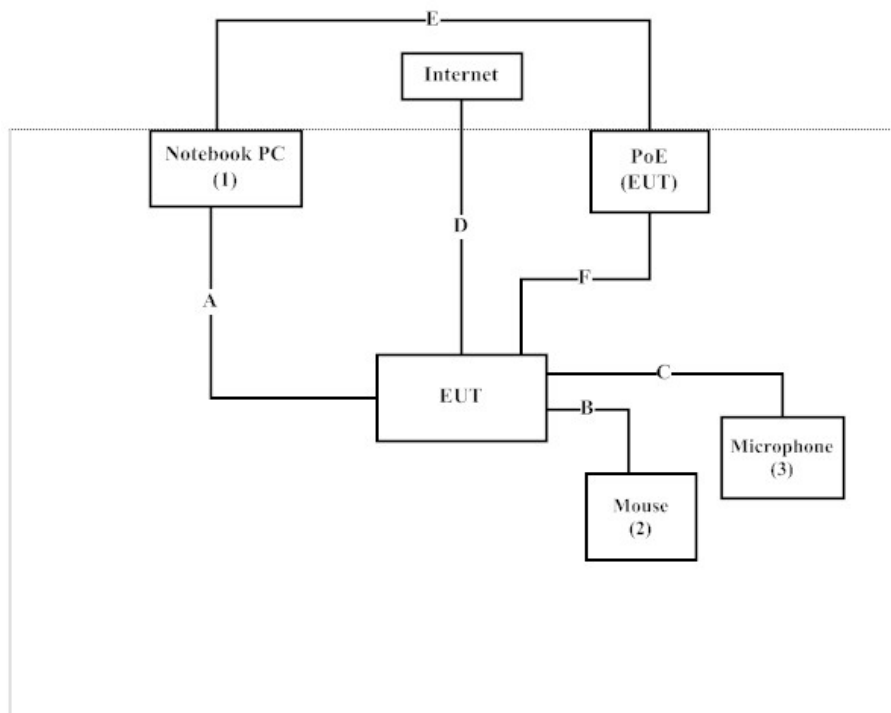 E
Internet
Notebook PC
(1)
PoE
(EUT)
D
F
A
EUT
C
B
Microphone
(3)
Mouse
(2)